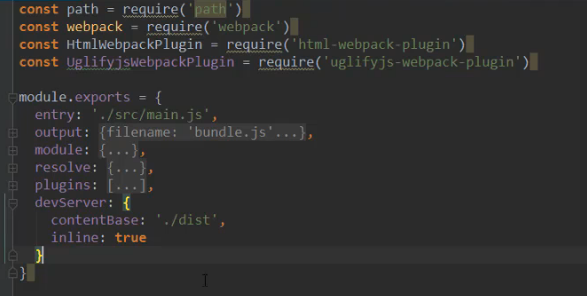 const path = require('path')
const webpack = require('webpack')
const HtmlWebpackPlugin = require('html-webpack-plugin')
const UglifyjsWebpackPlugin = require('uglifyjs-webpack-plugin')
module.exports = {
entry: './src/main.js',
output: {filename: 'bundle.js'...},
module: {...},
resolve: {...},
plugins: [...],
devServer: {
contentBase: './dist',
inline: true
}
}